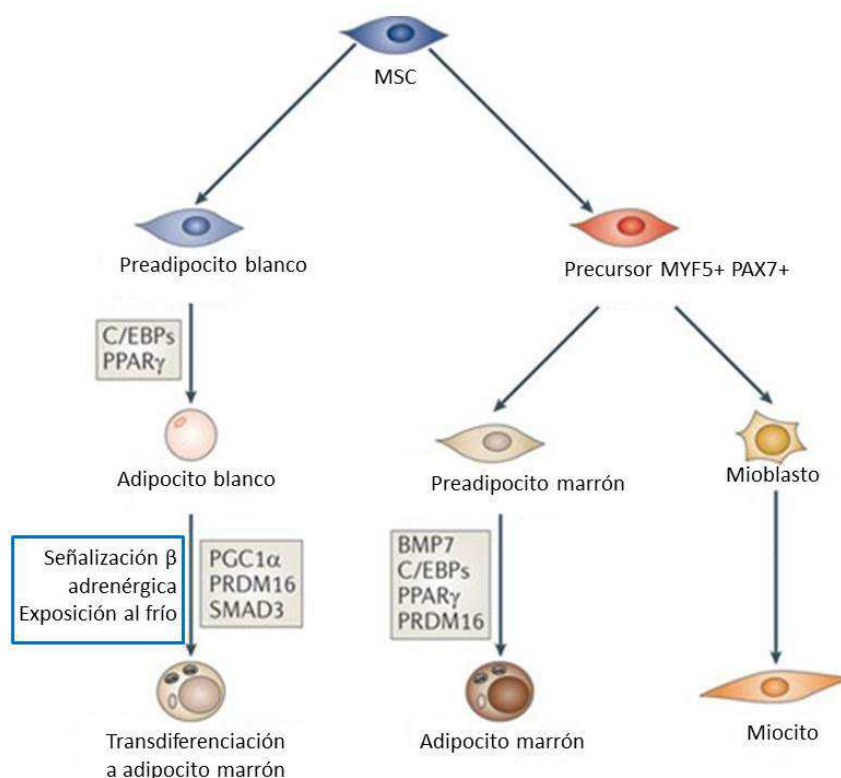 MSC
Preadipocito blanco
Precursor MYF5+ PAX7+
C/EBPs
PPARγ
Adipocito blanco
Preadipocito marrón
Mioblasto
Señalización β
adrenérgica
Exposición al frío
PGC1α
PRDM16
SMAD3
BMP7
C/EBPs
PPARγ
PRDM16
Transdiferenciación
a adipocito marrón
Adipocito marrón
Miocito